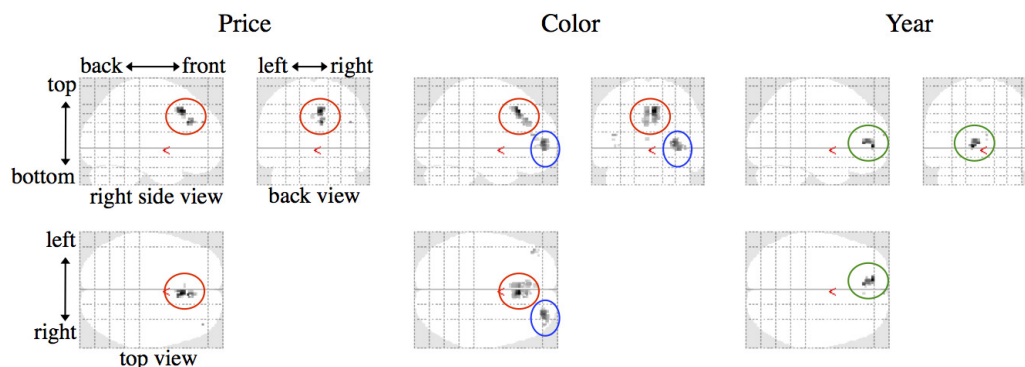 Price
Color
Year
back
front
left
right
top
bottom
right side view
back view
left
right
top view